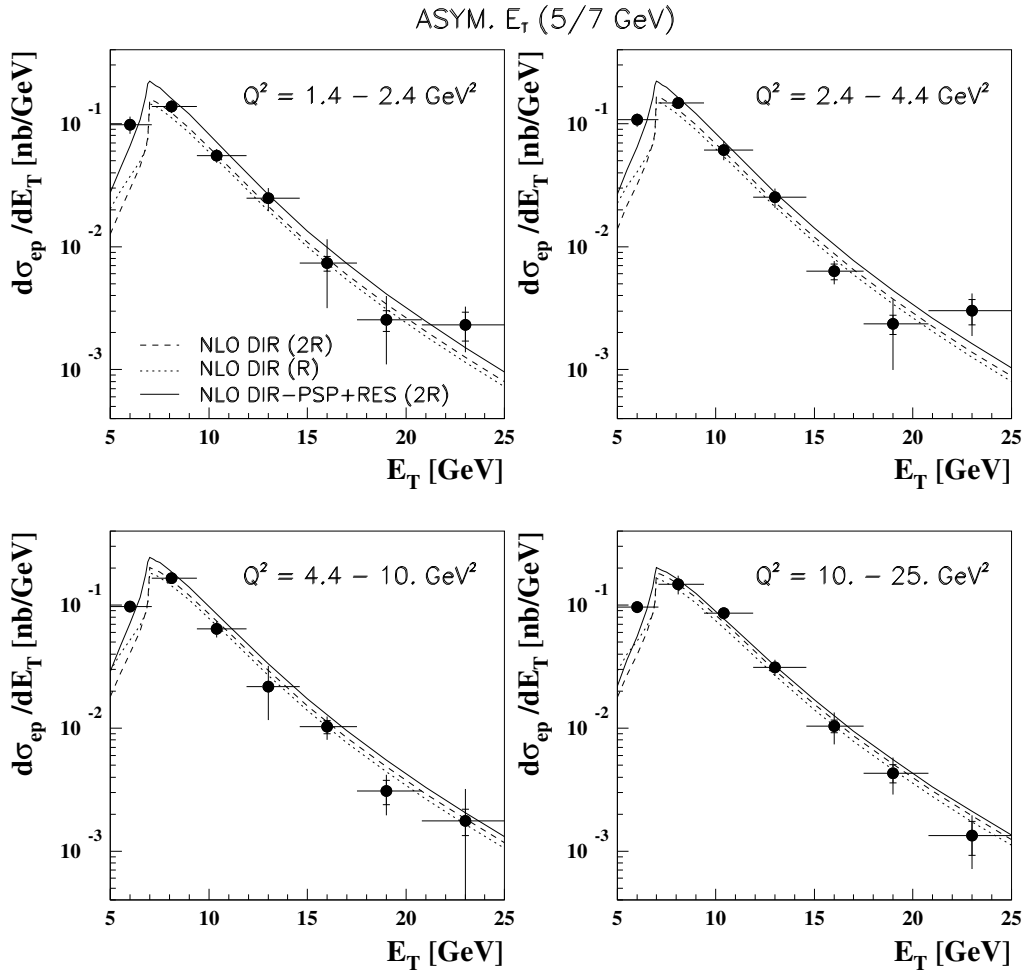 ASYM. E_T (5/7 GeV)
dσ_ep/dE_T [nb/GeV]
10^-1
10^-2
10^-3
Q² = 1.4 – 2.4 GeV²
NLO DIR (2R)
NLO DIR (R)
NLO DIR–PSP+RES (2R)
5 10 15 20 25
E_T [GeV]
dσ_ep/dE_T [nb/GeV]
10^-1
10^-2
10^-3
Q² = 2.4 – 4.4 GeV²
5 10 15 20 25
E_T [GeV]
dσ_ep/dE_T [nb/GeV]
10^-1
10^-2
10^-3
Q² = 4.4 – 10. GeV²
5 10 15 20 25
E_T [GeV]
dσ_ep/dE_T [nb/GeV]
10^-1
10^-2
10^-3
Q² = 10. – 25. GeV²
5 10 15 20 25
E_T [GeV]